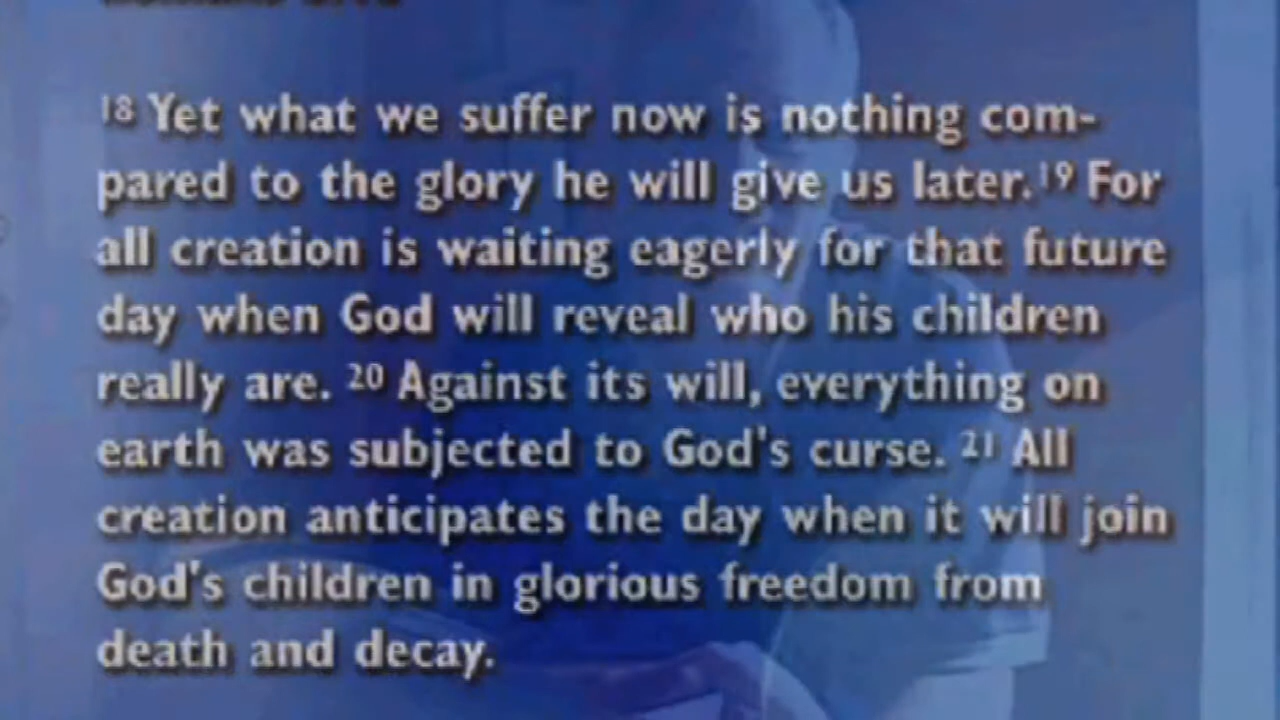 18 Yet what we suffer now is nothing com-
pared to the glory he will give us later. 19 For
all creation is waiting eagerly for that future
day when God will reveal who his children
really are. 20 Against its will, everything on
earth was subjected to God's curse. 21 All
creation anticipates the day when it will join
God's children in glorious freedom from
death and decay.